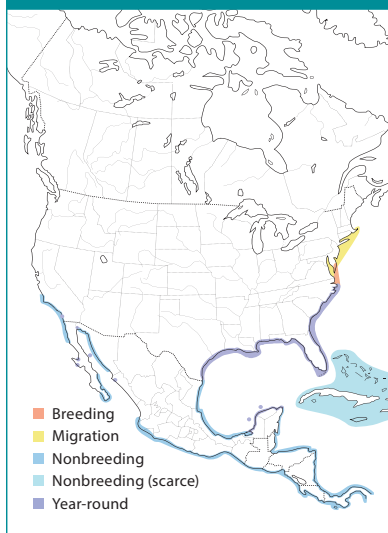 Breeding
Migration
Nonbreeding
Nonbreeding (scarce)
Year-round